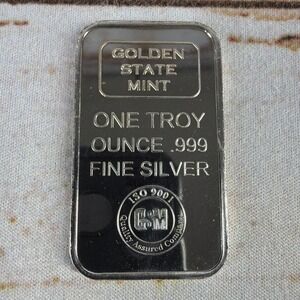 GOLDEN
STATE
MINT
ONE TROY
OUNCE .999
FINE SILVER
ISO 9001
GSM
Quality Assured Company